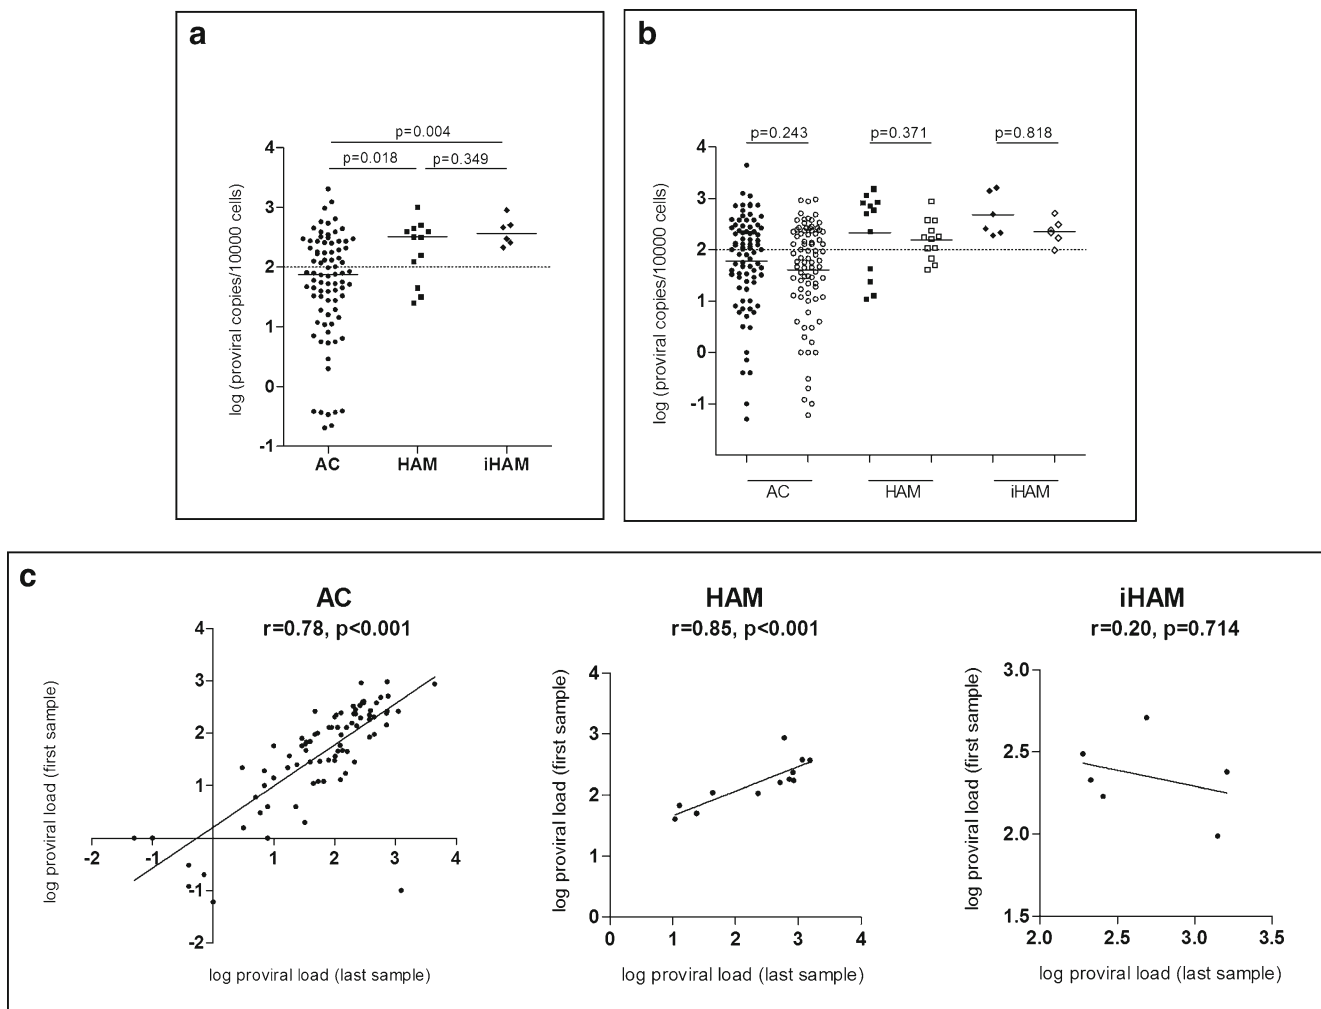 a
p=0.004
p=0.018 p=0.349
log (proviral copies/10000 cells)
4
3
2
1
0
-1
AC HAM iHAM
b
p=0.243 p=0.371 p=0.818
log (proviral copies/10000 cells)
4
3
2
1
0
-1
AC HAM iHAM
c
AC
r=0.78, p<0.001
log proviral load (first sample)
4
3
2
1
-1
-2
-2 -1 1 2 3 4
log proviral load (last sample)
HAM
r=0.85, p<0.001
log proviral load (first sample)
4
3
2
1
0
0 1 2 3 4
log proviral load (last sample)
iHAM
r=0.20, p=0.714
log proviral load (first sample)
3.0
2.5
2.0
1.5
2.0 2.5 3.0 3.5
log proviral load (last sample)